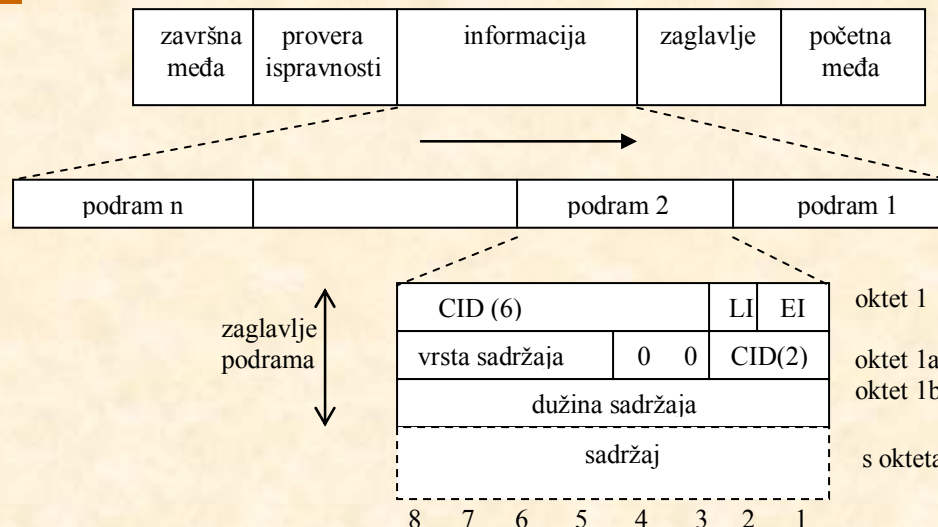 završna međa
provera ispravnosti
informacija
zaglavlje
početna međa
podram n
podram 2
podram 1
zaglavlje podrama
CID (6)
LI
EI
oktet 1
vrsta sadržaja
0 0
CID(2)
oktet 1a
dužina sadržaja
oktet 1b
sadržaj
s okteta
8 7 6 5 4 3 2 1